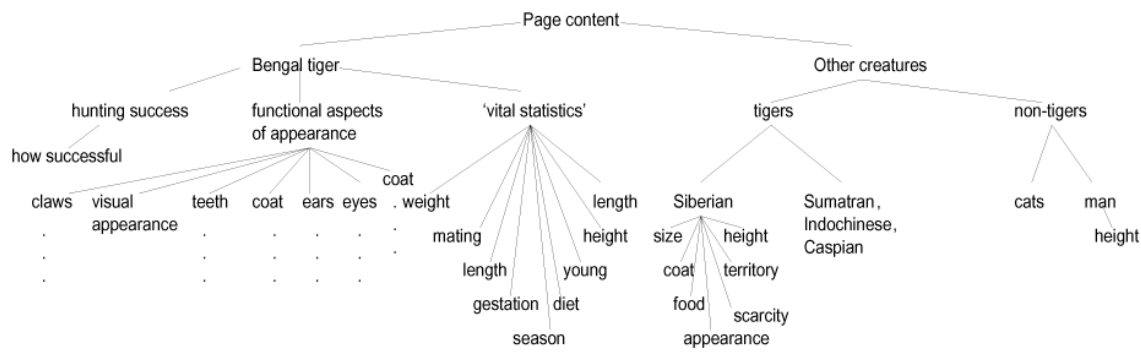 Page content
Bengal tiger
Other creatures
hunting success
functional aspects
of appearance
‘vital statistics’
tigers
non-tigers
how successful
claws
visual
appearance
teeth
coat
ears
eyes
coat
weight
mating
length
gestation
season
diet
young
height
length
Siberian
size
coat
food
appearance
scarcity
territory
height
Sumatran,
Indochinese,
Caspian
cats
man
height